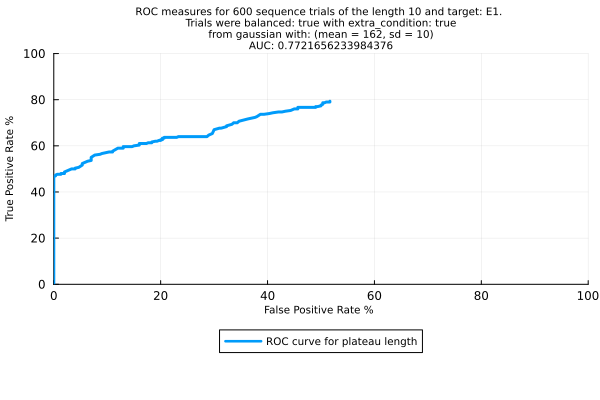 ROC measures for 600 sequence trials of the length 10 and target: E1.
Trials were balanced: true with extra_condition: true
from gaussian with: (mean = 162, sd = 10)
AUC: 0.7721656233984376
100
80
60
40
20
0
True Positive Rate %
0 20 40 60 80 100
False Positive Rate %
ROC curve for plateau length